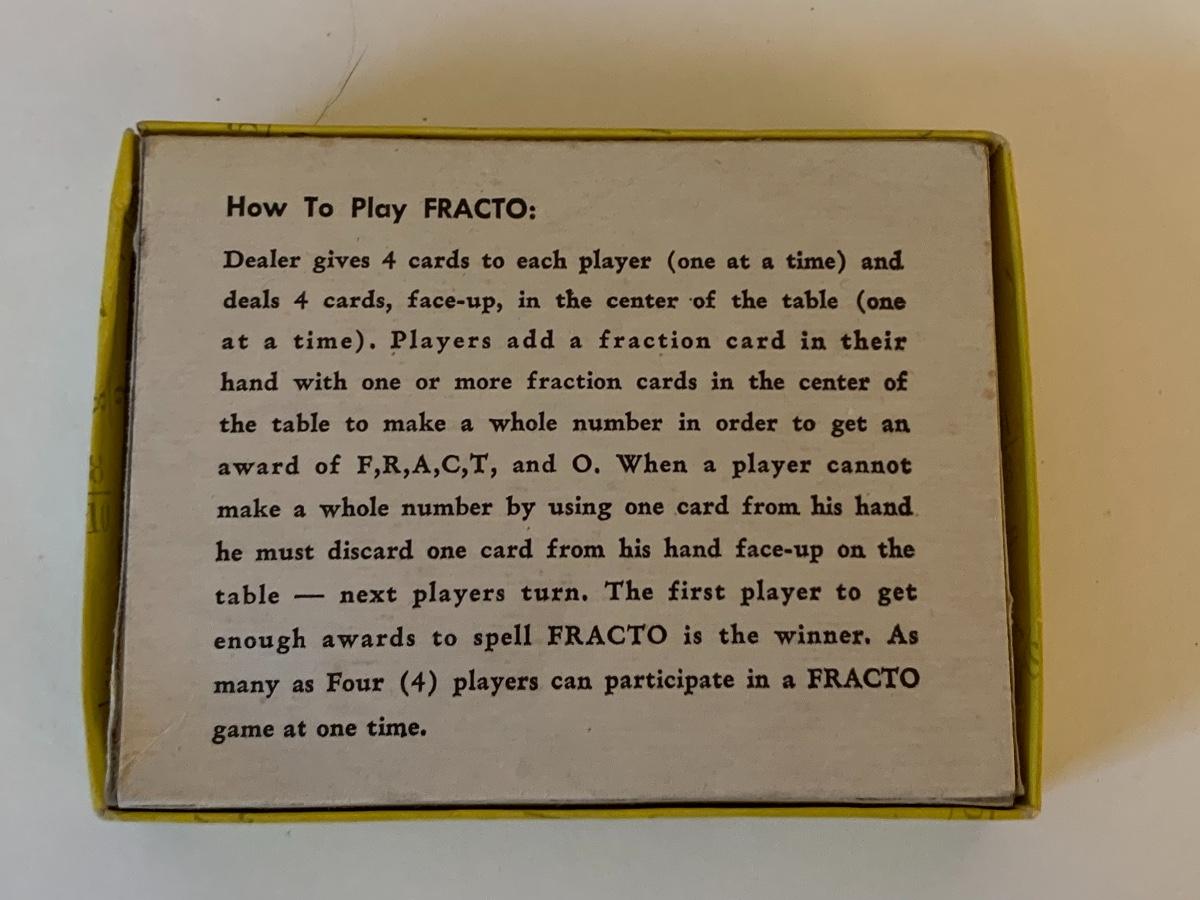 How To Play FRACTO:
Dealer gives 4 cards to each player (one at a time) and
deals 4 cards, face-up, in the center of the table (one
at a time). Players add a fraction card in their
hand with one or more fraction cards in the center of
the table to make a whole number in order to get an
award of F,R,A,C,T, and O. When a player cannot
make a whole number by using one card from his hand
he must discard one card from his hand face-up on the
table — next players turn. The first player to get
enough awards to spell FRACTO is the winner. As
many as Four (4) players can participate in a FRACTO
game at one time.